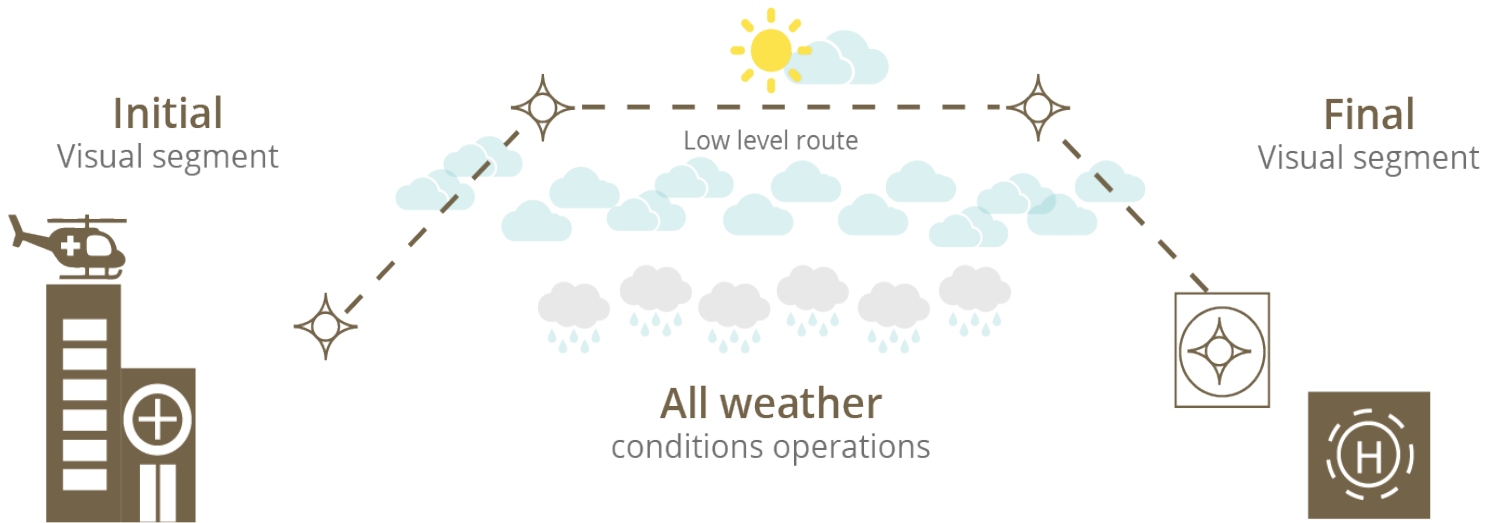 Initial
Visual segment
Low level route
Final
Visual segment
All weather
conditions operations
H